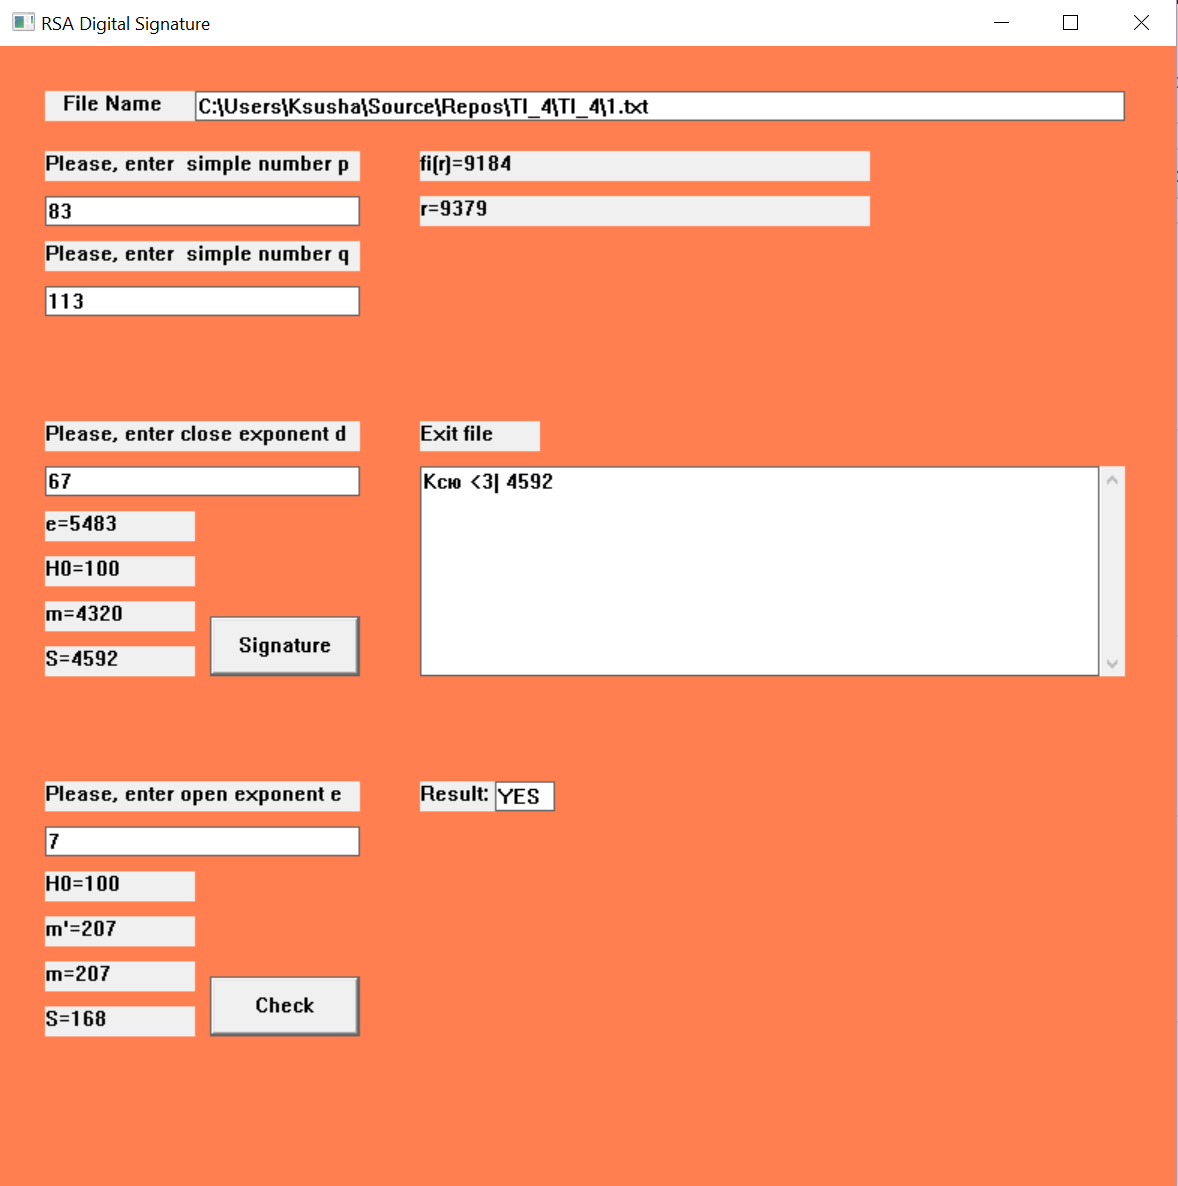 RSA Digital Signature
File Name C:\Users\Ksusha\Source\Repos\TI_4\TI_4\1.txt
Please, enter  simple number p
fi(r)=9184
83
r=9379
Please, enter  simple number q
113
Please, enter close exponent d
Exit file
67
Ксю <3| 4592
e=5483
H0=100
m=4320
S=4592
Signature
Please, enter open exponent e
Result: YES
7
H0=100
m'=207
m=207
S=168
Check